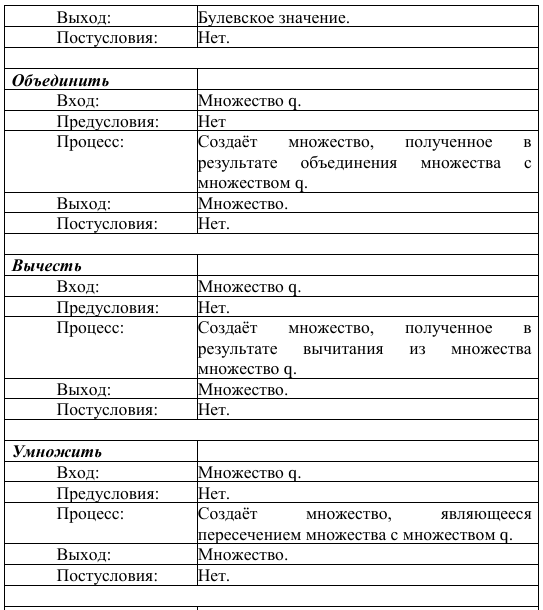 Выход: Булевское значение.
Постусловия: Нет.
Объединить
Вход: Множество q.
Предусловия: Нет
Процесс: Создаёт множество, полученное в
результате объединения множества с
множеством q.
Выход: Множество.
Постусловия: Нет.
Вычесть
Вход: Множество q.
Предусловия: Нет.
Процесс: Создаёт множество, полученное в
результате вычитания из множества
множество q.
Выход: Множество.
Постусловия: Нет.
Умножить
Вход: Множество q.
Предусловия: Нет.
Процесс: Создаёт множество, являющееся
пересечением множества с множеством q.
Выход: Множество.
Постусловия: Нет.